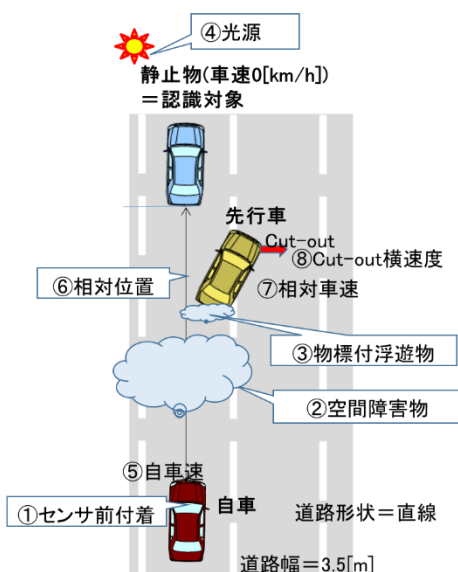 ④光源
静止物(車速0[km/h])
＝認識対象
先行車
Cut-out
⑧Cut-out横速度
⑥相対位置
⑦相対車速
③物標付浮遊物
②空間障害物
⑤自車速
①センサ前付着
自車
道路形状＝直線
道路幅＝3.5[m]